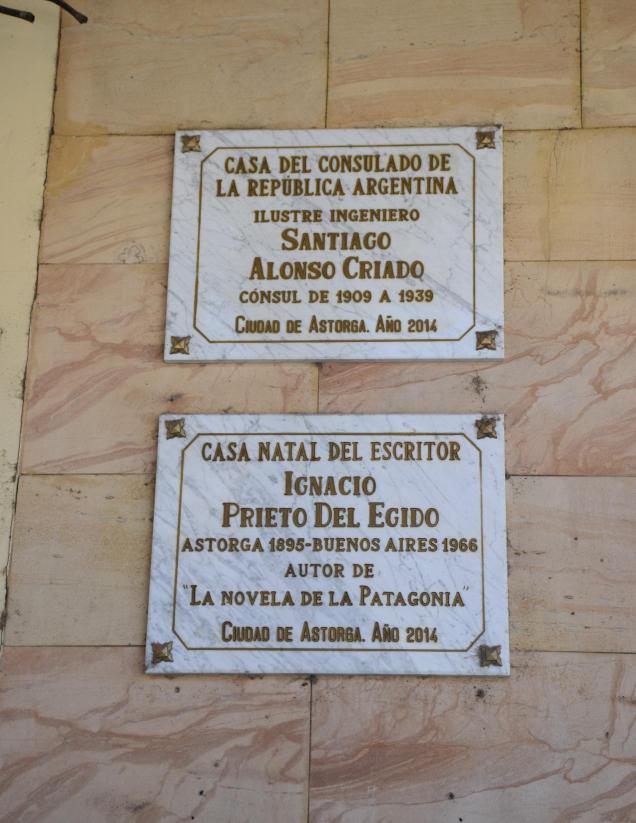 CASA DEL CONSULADO DE
LA REPÚBLICA ARGENTINA
ILUSTRE INGENIERO
SANTIAGO
ALONSO CRIADO
CÓNSUL DE 1909 A 1939
CIUDAD DE ASTORGA. AÑO 2014
CASA NATAL DEL ESCRITOR
IGNACIO
PRIETO DEL EGIDO
ASTORGA 1895-BUENOS AIRES 1966
AUTOR DE
"LA NOVELA DE LA PATAGONIA"
CIUDAD DE ASTORGA. AÑO 2014